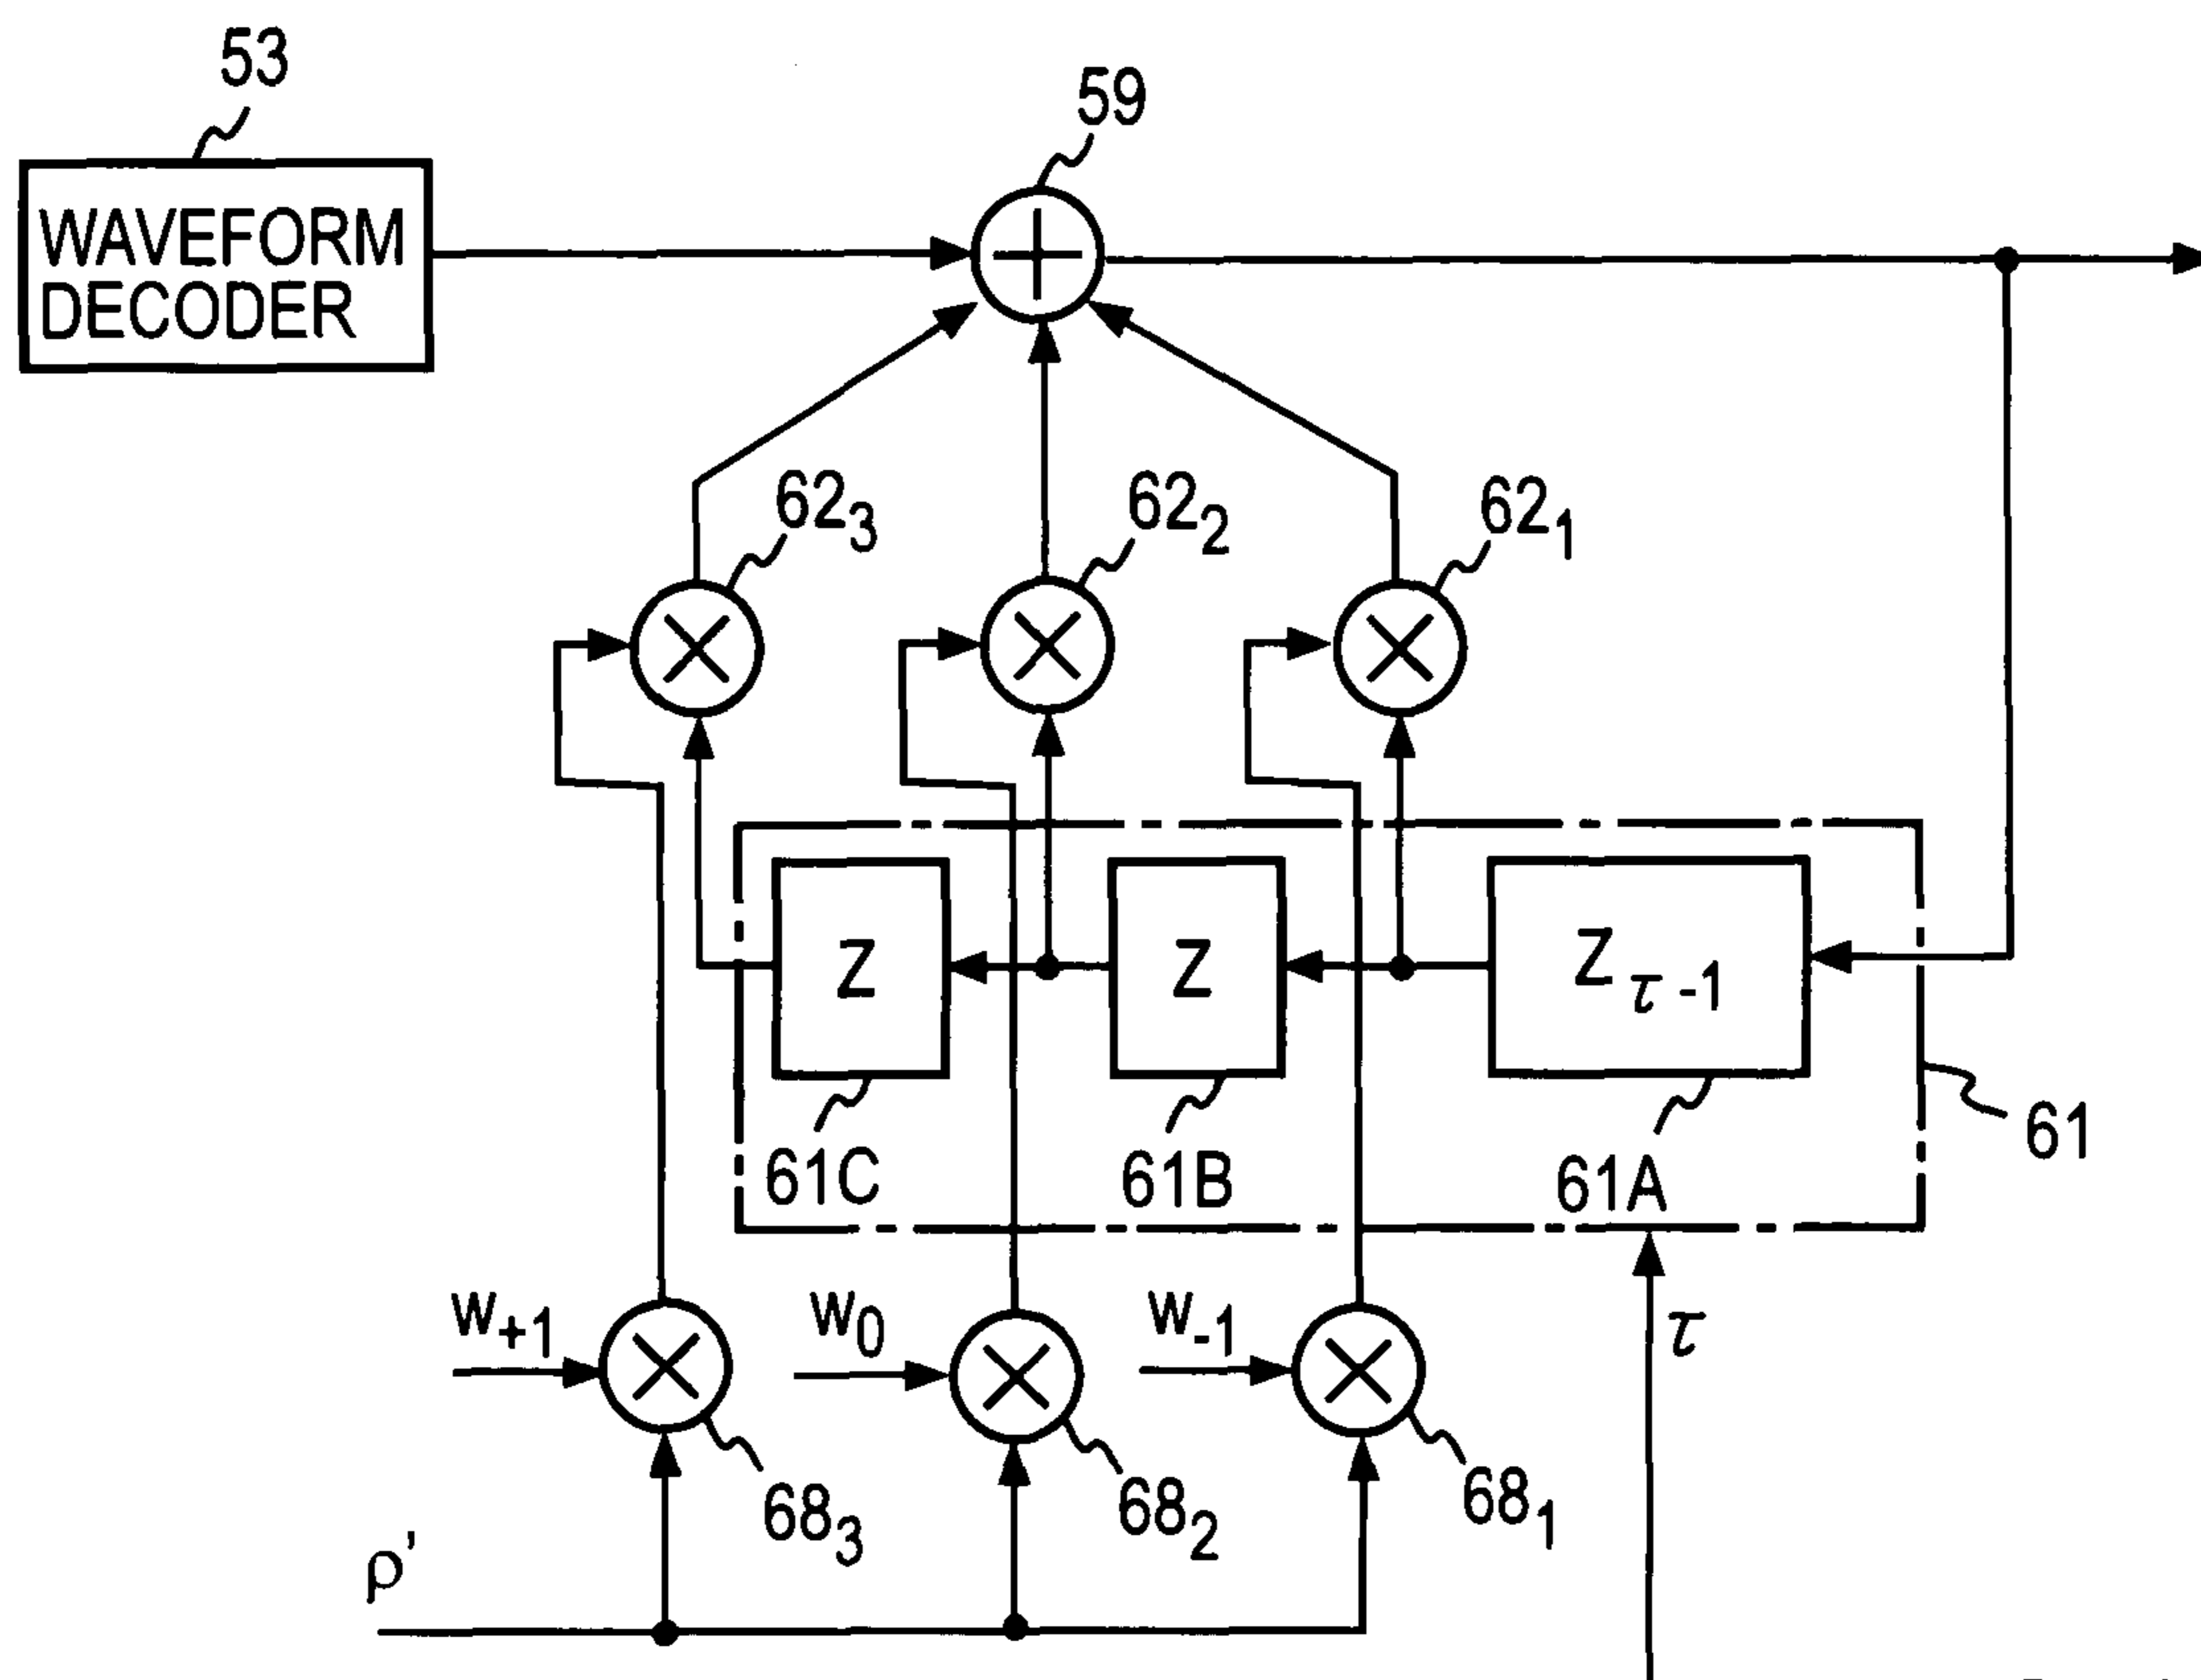 53
59
WAVEFORM
DECODER
62₃
62₂
62₁
Z
Z
Z τ -1
61
61C
61B
61A
w₊₁
w₀
w₋₁
τ
68₃
68₂
68₁
ρ'